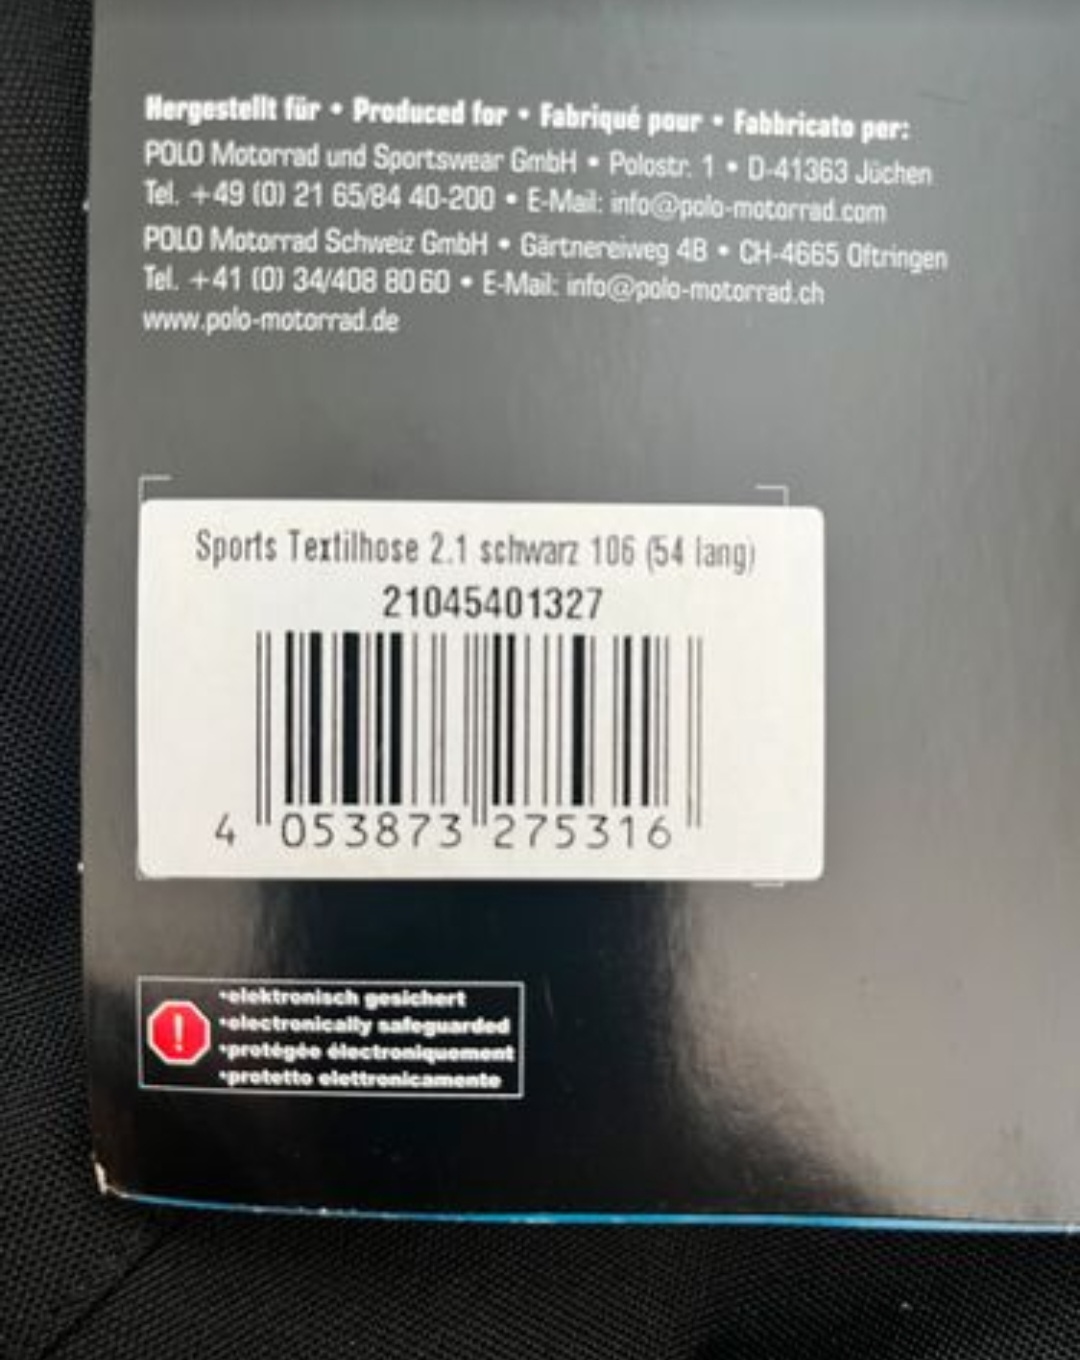 Hergestellt für • Produced for • Fabriqué pour • Fabbricato per:
POLO Motorrad und Sportswear GmbH • Polostr. 1 • D-41363 Jüchen
Tel. +49 (0) 21 65/84 40-200 • E-Mail: info@polo-motorrad.com
POLO Motorrad Schweiz GmbH • Gärtnereiweg 4B • CH-4665 Oftringen
Tel. +41 (0) 34/408 80 60 • E-Mail: info@polo-motorrad.ch
www.polo-motorrad.de
Sports Textilhose 2.1 schwarz 106 (54 lang)
21045401327
4 053873 275316
•elektronisch gesichert
•electronically safeguarded
•protégée électroniquement
•protetto elettronicamente